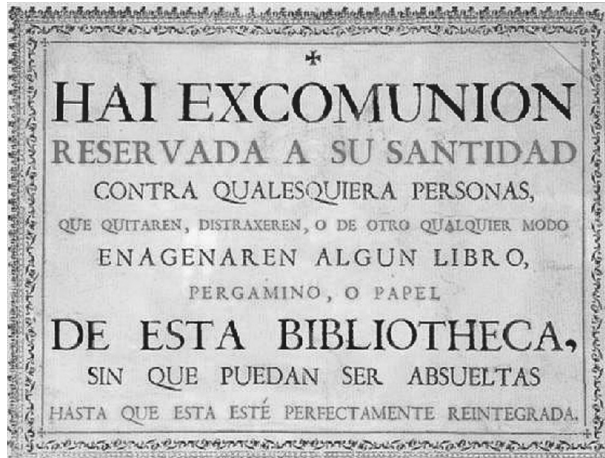 HAI EXCOMUNION
RESERVADA A SU SANTIDAD
CONTRA QUALESQUIERA PERSONAS,
QUE QUITAREN, DISTRAXEREN, O DE OTRO QUALQUIER MODO
ENAGENAREN ALGUN LIBRO,
PERGAMINO, O PAPEL
DE ESTA BIBLIOTHECA,
SIN QUE PUEDAN SER ABSUELTAS
HASTA QUE ESTA ESTÉ PERFECTAMENTE REINTEGRADA.